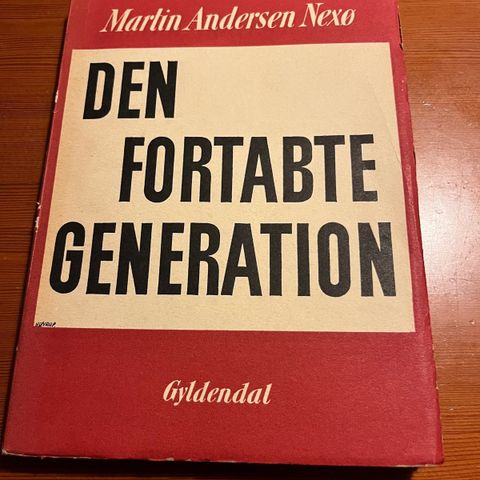 Martin Andersen Nexø
DEN
FORTABTE
GENERATION
Gyldendal